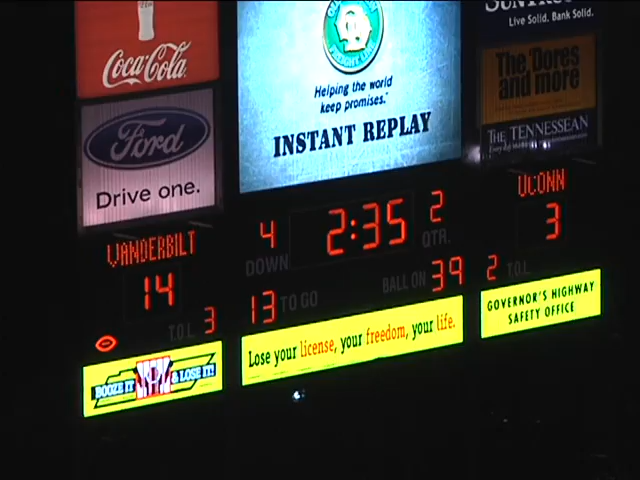 Coca-Cola
Ford
Drive one.
Helping the world
keep promises.
INSTANT REPLAY
Live Solid. Bank Solid.
The 'Dores
and more
THE TENNESSEAN
VANDERBILT
14
T.O.L 3
4
DOWN
2:35
2
QTR.
13 TO GO
BALL ON 39
UCONN
3
2 T.O.L.
BOOZE IT & LOSE IT!
Lose your license, your freedom, your life.
GOVERNOR'S HIGHWAY
SAFETY OFFICE